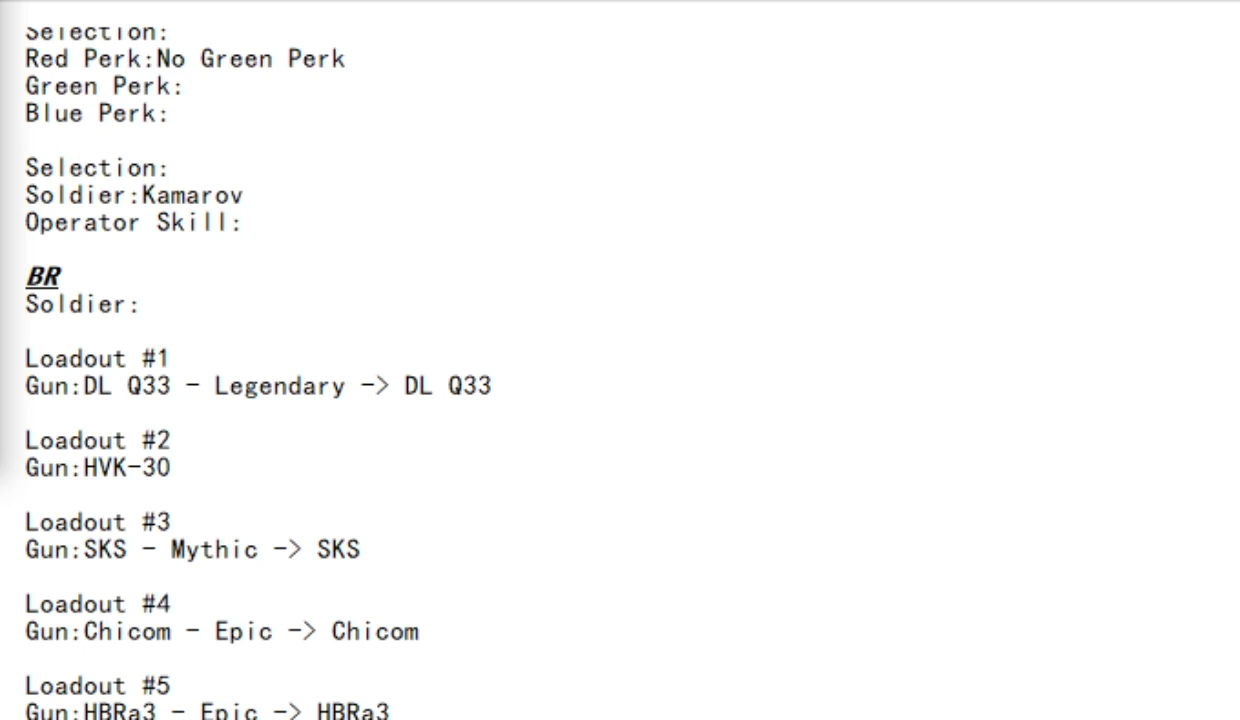 Selection:
Red Perk:No Green Perk
Green Perk:
Blue Perk:
Selection:
Soldier:Kamarov
Operator Skill:
BR
Soldier:
Loadout #1
Gun:DL Q33 - Legendary -> DL Q33
Loadout #2
Gun:HVK-30
Loadout #3
Gun:SKS - Mythic -> SKS
Loadout #4
Gun:Chicom - Epic -> Chicom
Loadout #5
Gun:HBRa3 - Epic -> HBRa3